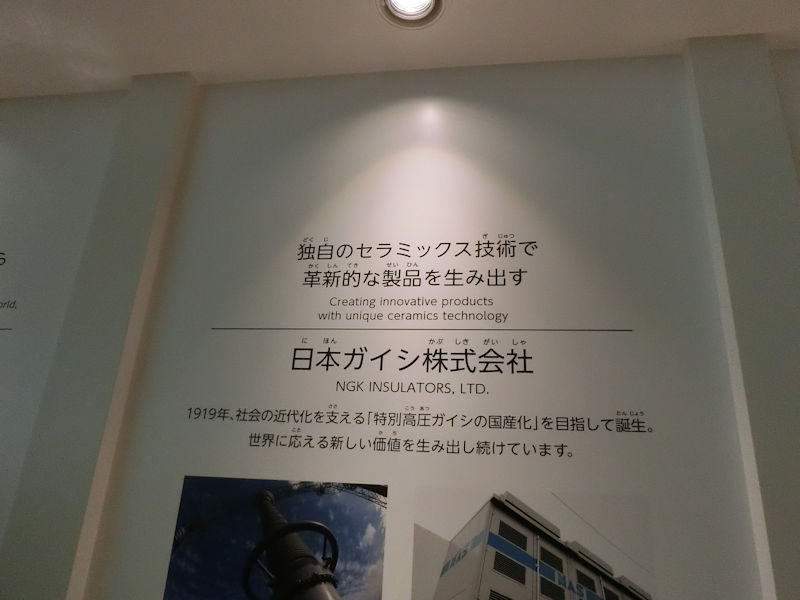 独自のセラミックス技術で
革新的な製品を生み出す
Creating innovative products
with unique ceramics technology
日本ガイシ株式会社
NGK INSULATORS, LTD.
1919年、社会の近代化を支える「特別高圧ガイシの国産化」を目指して誕生。
世界に応える新しい価値を生み出し続けています。
NAS
NAS
orld,